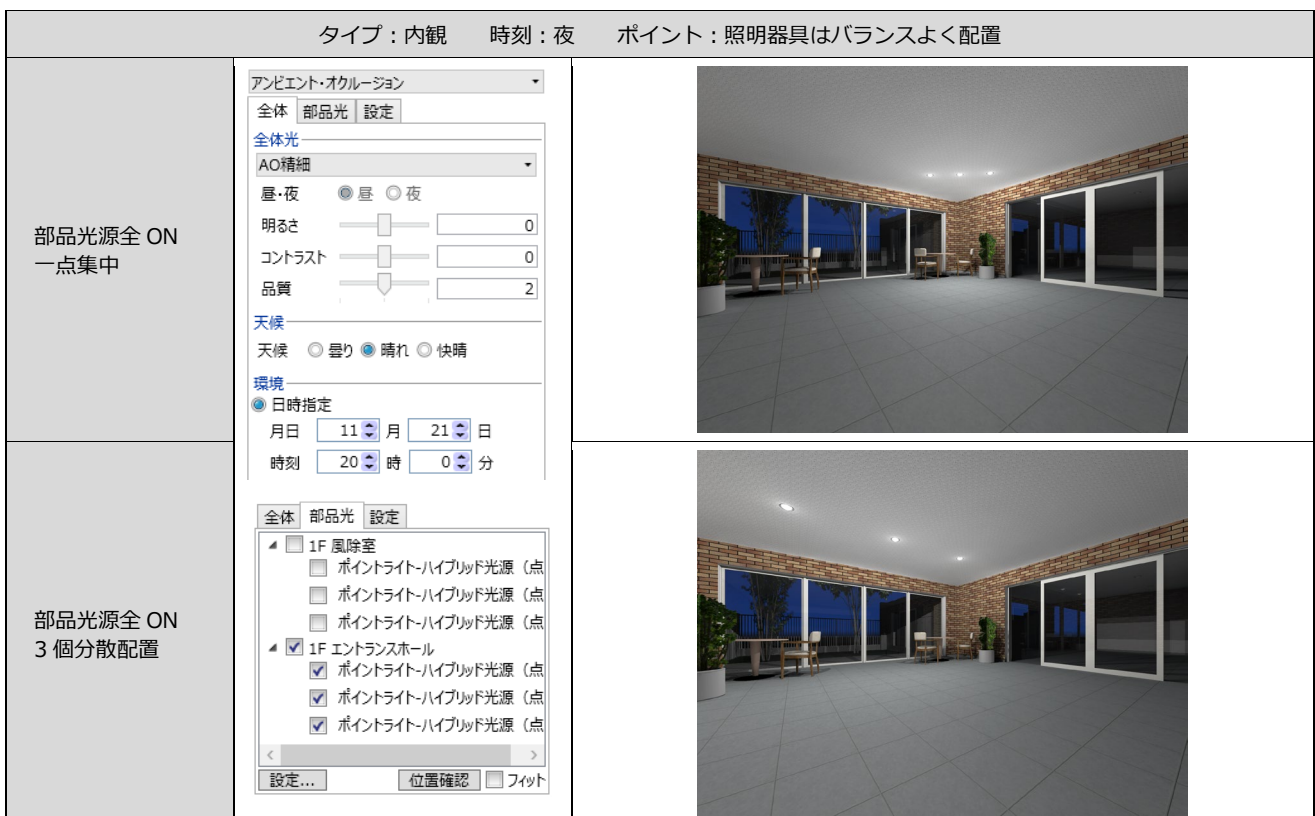 タイプ：内観　時刻：夜　ポイント：照明器具はバランスよく配置
部品光源全 ON
一点集中
アンビエント・オクルージョン
全体 部品光 設定
全体光
AO精細
昼・夜 昼 夜
明るさ 0
コントラスト 0
品質 2
天候
天候 曇り 晴れ 快晴
環境
日時指定
月日 11 月 21 日
時刻 20 時 0 分
部品光源全 ON
3 個分散配置
全体 部品光 設定
1F 風除室
ポイントライト-ハイブリッド光源（点
ポイントライト-ハイブリッド光源（点
ポイントライト-ハイブリッド光源（点
1F エントランスホール
ポイントライト-ハイブリッド光源（点
ポイントライト-ハイブリッド光源（点
ポイントライト-ハイブリッド光源（点
設定... 位置確認 フィット